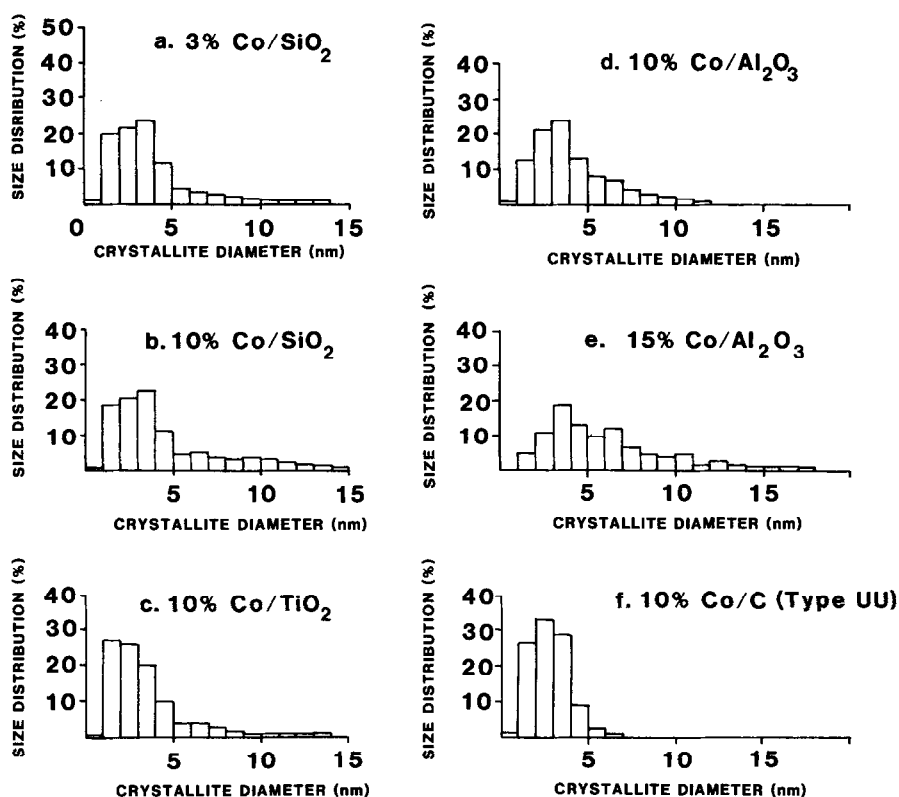 SIZE DISRIBUTION (%)
50
40
30
20
10
a. 3% Co/SiO2
0 5 10 15
CRYSTALLITE DIAMETER (nm)
SIZE DISTRIBUTION (%)
40
30
20
10
d. 10% Co/Al2O3
5 10 15
CRYSTALLITE DIAMETER (nm)
SIZE DISTRIBUTION (%)
40
30
20
10
b. 10% Co/SiO2
5 10 15
CRYSTALLITE DIAMETER (nm)
SIZE DISTRIBUTION (%)
40
30
20
10
e. 15% Co/Al2O3
5 10 15
CRYSTALLITE DIAMETER (nm)
SIZE DISTRIBUTION (%)
40
30
20
10
c. 10% Co/TiO2
5 10 15
CRYSTALLITE DIAMETER (nm)
SIZE DISTRIBUTION (%)
40
30
20
10
f. 10% Co/C (Type UU)
5 10 15
CRYSTALLITE DIAMETER (nm)